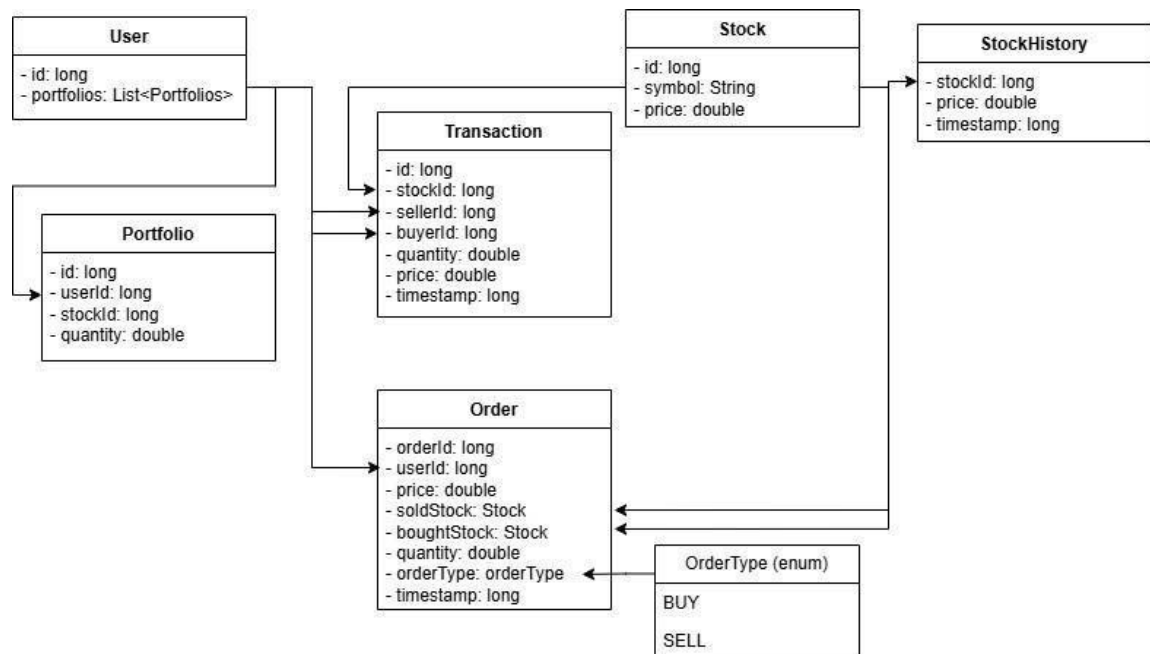 User
- id: long
- portfolios: List<Portfolios>
Stock
- id: long
- symbol: String
- price: double
StockHistory
- stockId: long
- price: double
- timestamp: long
Transaction
- id: long
- stockId: long
- sellerId: long
- buyerId: long
- quantity: double
- price: double
- timestamp: long
Portfolio
- id: long
- userId: long
- stockId: long
- quantity: double
Order
- orderId: long
- userId: long
- price: double
- soldStock: Stock
- boughtStock: Stock
- quantity: double
- orderType: orderType
- timestamp: long
OrderType (enum)
BUY
SELL